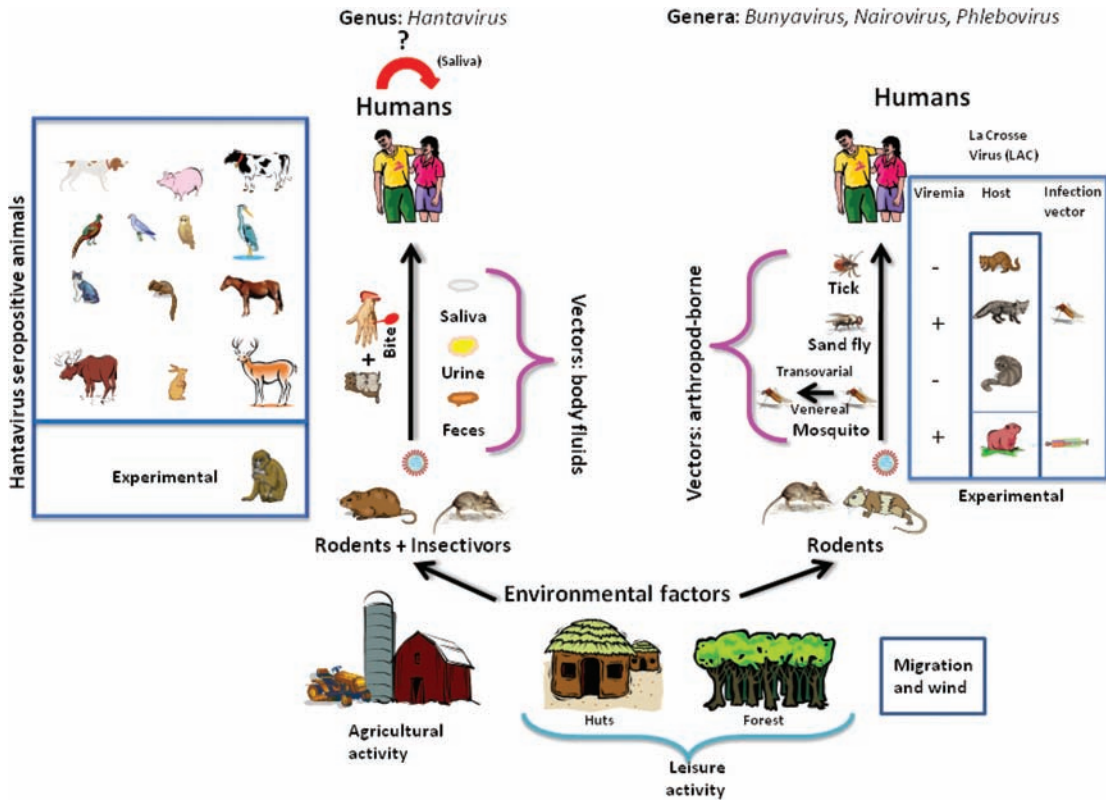 Genus: Hantavirus
?
(Saliva)
Humans
Hantavirus seropositive animals
Experimental
Bite
+
Saliva
Urine
Feces
Vectors: body fluids
Rodents + Insectivors
Genera: Bunyavirus, Nairovirus, Phlebovirus
Humans
La Crosse
Virus (LAC)
Viremia Host Infection
vector
-
+
-
+
Experimental
Vectors: arthropod-borne
Tick
Sand fly
Transovarial
Venereal
Mosquito
Rodents
Environmental factors
Agricultural
activity
Huts
Forest
Leisure
activity
Migration
and wind